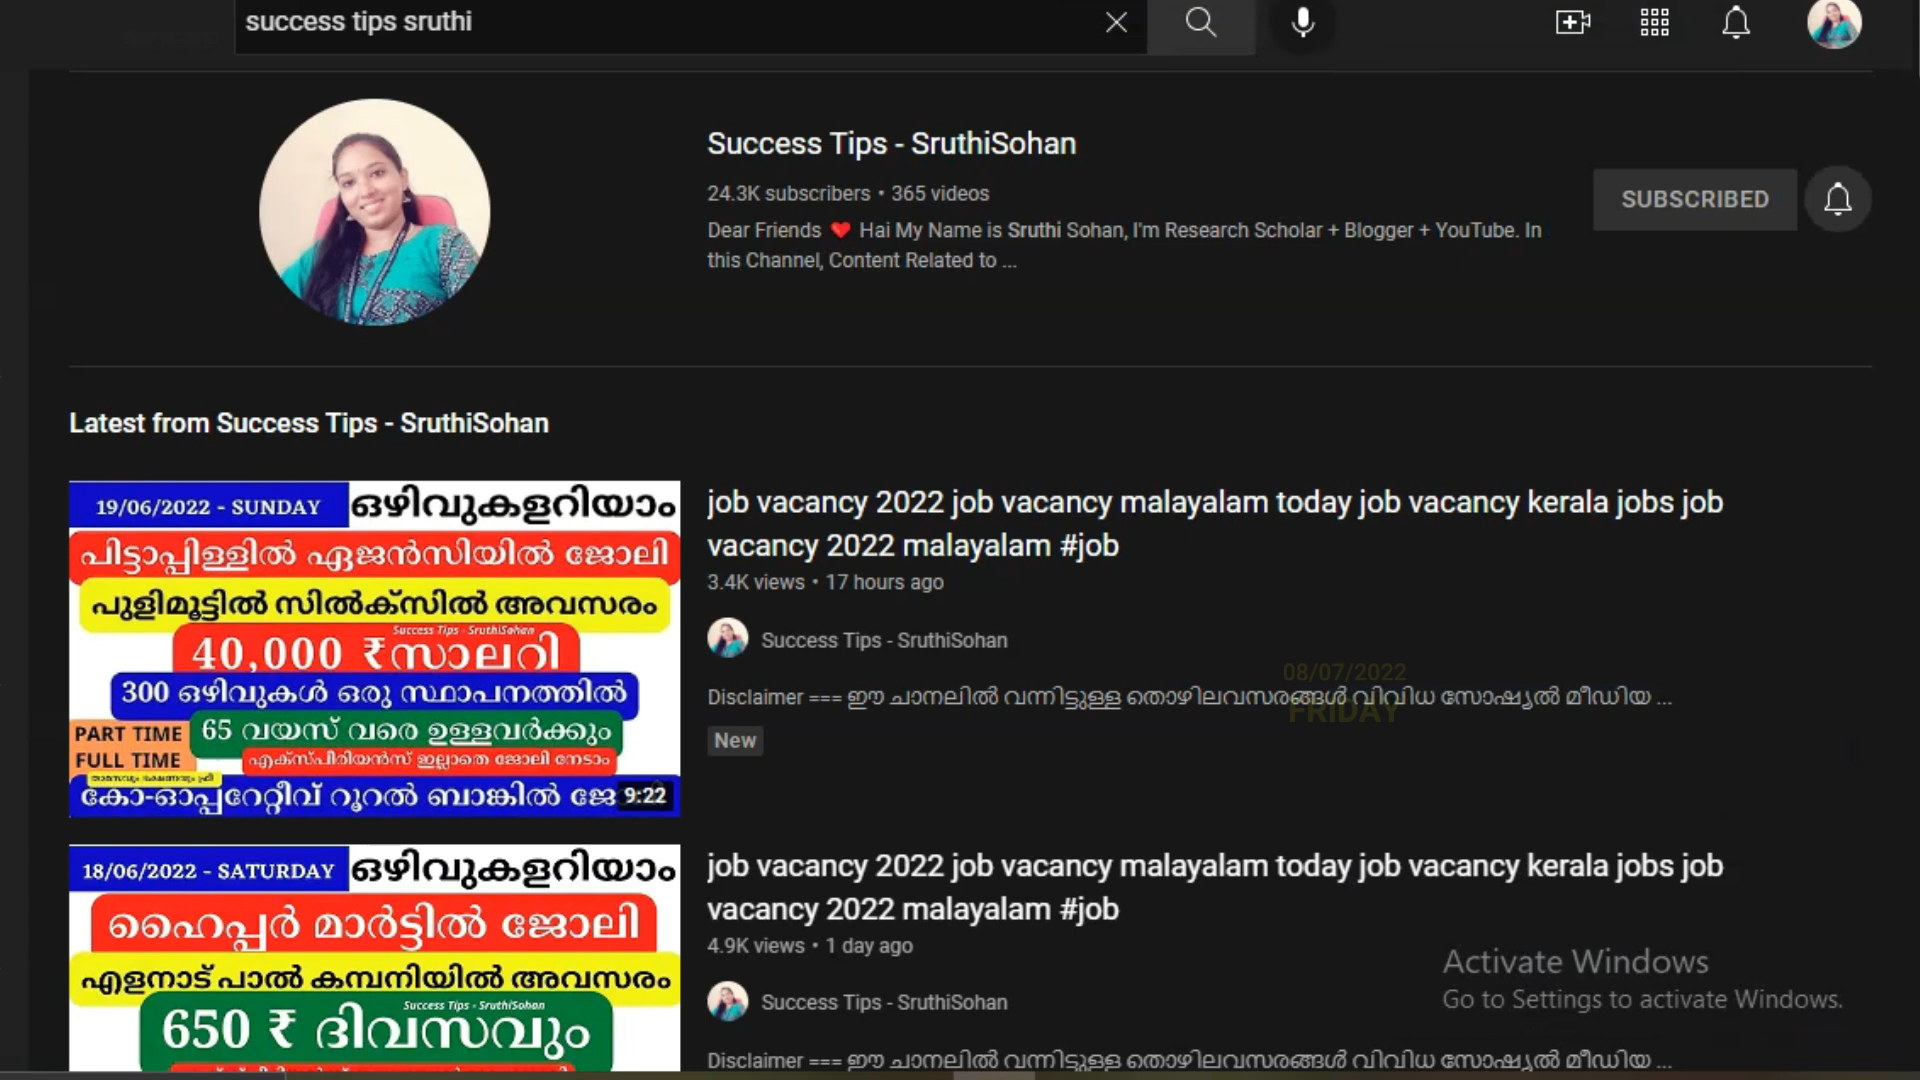 success tips sruthi
Success Tips - SruthiSohan
24.3K subscribers • 365 videos
Dear Friends ❤️ Hai My Name is Sruthi Sohan, I'm Research Scholar + Blogger + YouTube. In
this Channel, Content Related to ...
SUBSCRIBED
Latest from Success Tips - SruthiSohan
19/06/2022 - SUNDAY ഒഴിവുകളറിയാം
പിട്ടാപ്പിള്ളിൽ ഏജൻസിയിൽ ജോലി
പുളിമൂട്ടിൽ സിൽക്സിൽ അവസരം
Success Tips - SruthiSohan
40,000 ₹സാലറി
300 ഒഴിവുകൾ ഒരു സ്ഥാപനത്തിൽ
65 വയസ് വരെ ഉള്ളവർക്കും
PART TIME
FULL TIME
എക്സ്പീരിയൻസ് ഇല്ലാതെ ജോലി നേടാം
താമസവും ഭക്ഷണവും ഫ്രീ
കോ-ഓപ്പറേറ്റീവ് റൂറൽ ബാങ്കിൽ ജോ
9:22
job vacancy 2022 job vacancy malayalam today job vacancy kerala jobs job
vacancy 2022 malayalam #job
3.4K views • 17 hours ago
Success Tips - SruthiSohan
08/07/2022
FRIDAY
Disclaimer === ഈ ചാനലിൽ വന്നിട്ടുള്ള തൊഴിലവസരങ്ങൾ വിവിധ സോഷ്യൽ മീഡിയ ...
New
18/06/2022 - SATURDAY ഒഴിവുകളറിയാം
ഹൈപ്പർ മാർട്ടിൽ ജോലി
എളനാട് പാൽ കമ്പനിയിൽ അവസരം
Success Tips - SruthiSohan
650 ₹ ദിവസവും
job vacancy 2022 job vacancy malayalam today job vacancy kerala jobs job
vacancy 2022 malayalam #job
4.9K views • 1 day ago
Success Tips - SruthiSohan
Disclaimer === ഈ ചാനലിൽ വന്നിട്ടുള്ള തൊഴിലവസരങ്ങൾ വിവിധ സോഷ്യൽ മീഡിയ ...
Activate Windows
Go to Settings to activate Windows.